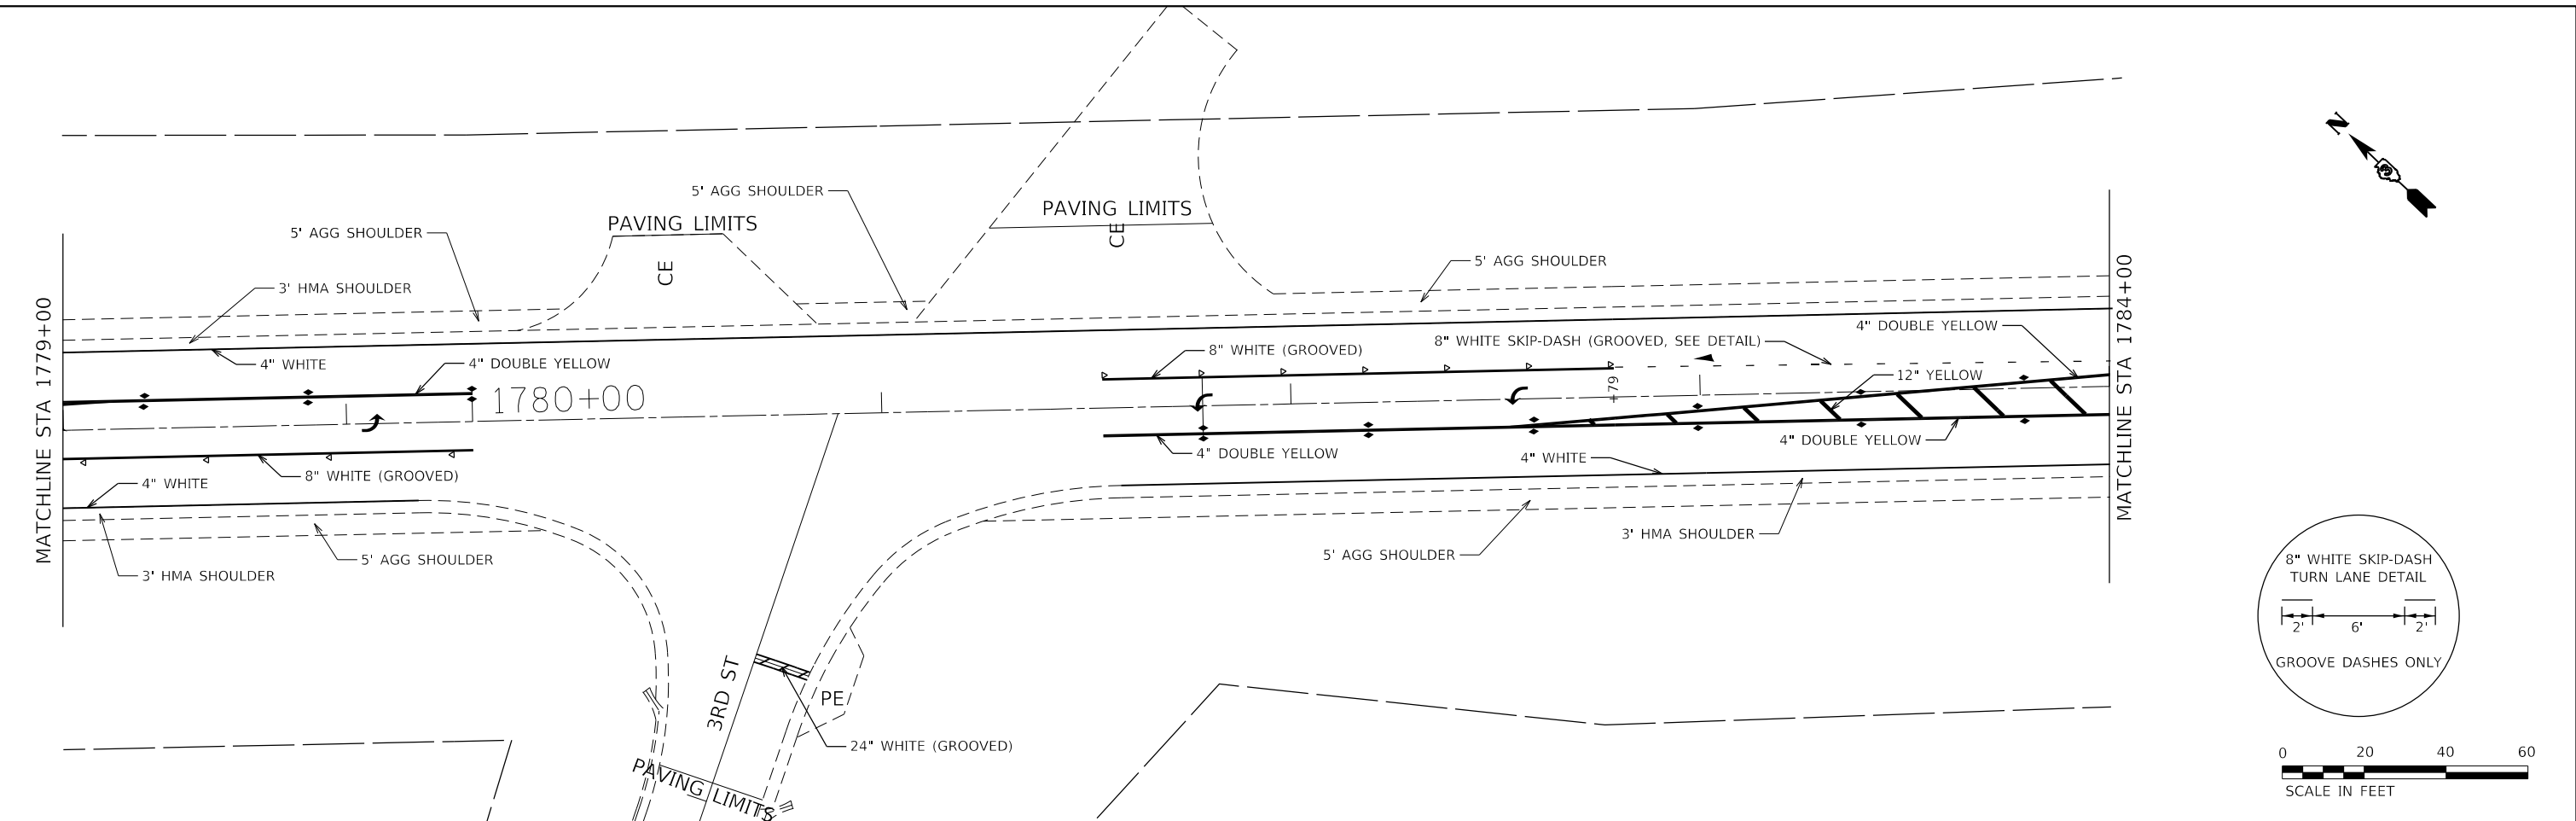 N
5' AGG SHOULDER
PAVING LIMITS
PAVING LIMITS
5' AGG SHOULDER
CE
CE
5' AGG SHOULDER
3' HMA SHOULDER
MATCHLINE STA 1779+00
MATCHLINE STA 1784+00
4" DOUBLE YELLOW
8" WHITE SKIP-DASH (GROOVED, SEE DETAIL)
8" WHITE (GROOVED)
4" WHITE
4" DOUBLE YELLOW
12" YELLOW
+79
1780+00
4" DOUBLE YELLOW
4" DOUBLE YELLOW
4" WHITE
8" WHITE (GROOVED)
4" WHITE
3' HMA SHOULDER
5' AGG SHOULDER
5' AGG SHOULDER
3' HMA SHOULDER
8" WHITE SKIP-DASH
TURN LANE DETAIL
2' 6' 2'
GROOVE DASHES ONLY
3RD ST
PE
24" WHITE (GROOVED)
PAVING LIMITS
0 20 40 60
SCALE IN FEET